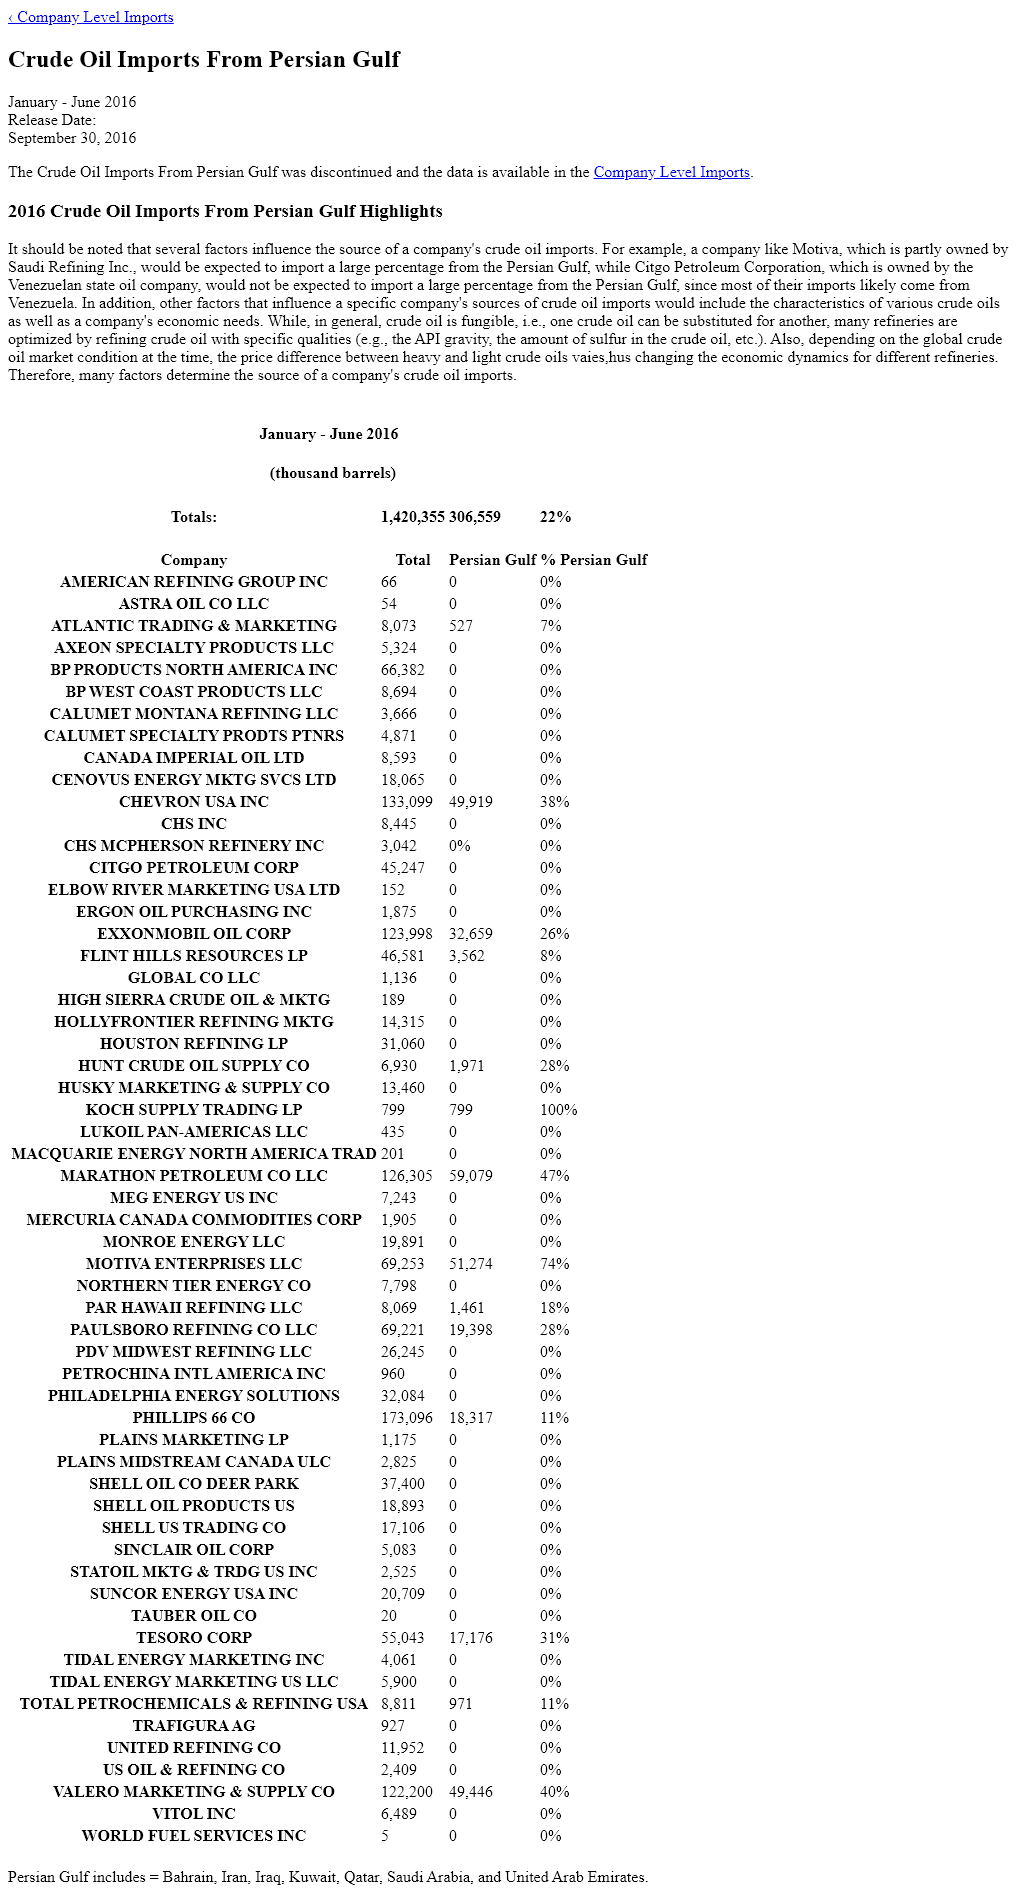 ‹ Company Level Imports
Crude Oil Imports From Persian Gulf
January - June 2016
Release Date:
September 30, 2016
The Crude Oil Imports From Persian Gulf was discontinued and the data is available in the Company Level Imports.
2016 Crude Oil Imports From Persian Gulf Highlights
It should be noted that several factors influence the source of a company's crude oil imports. For example, a company like Motiva, which is partly owned by
Saudi Refining Inc., would be expected to import a large percentage from the Persian Gulf, while Citgo Petroleum Corporation, which is owned by the
Venezuelan state oil company, would not be expected to import a large percentage from the Persian Gulf, since most of their imports likely come from
Venezuela. In addition, other factors that influence a specific company's sources of crude oil imports would include the characteristics of various crude oils
as well as a company's economic needs. While, in general, crude oil is fungible, i.e., one crude oil can be substituted for another, many refineries are
optimized by refining crude oil with specific qualities (e.g., the API gravity, the amount of sulfur in the crude oil, etc.). Also, depending on the global crude
oil market condition at the time, the price difference between heavy and light crude oils vaies,hus changing the economic dynamics for different refineries.
Therefore, many factors determine the source of a company's crude oil imports.
January - June 2016
(thousand barrels)
Totals: 1,420,355 306,559 22%
Company Total Persian Gulf % Persian Gulf
AMERICAN REFINING GROUP INC 66 0 0%
ASTRA OIL CO LLC 54 0 0%
ATLANTIC TRADING & MARKETING 8,073 527 7%
AXEON SPECIALTY PRODUCTS LLC 5,324 0 0%
BP PRODUCTS NORTH AMERICA INC 66,382 0 0%
BP WEST COAST PRODUCTS LLC 8,694 0 0%
CALUMET MONTANA REFINING LLC 3,666 0 0%
CALUMET SPECIALTY PRODTS PTNRS 4,871 0 0%
CANADA IMPERIAL OIL LTD 8,593 0 0%
CENOVUS ENERGY MKTG SVCS LTD 18,065 0 0%
CHEVRON USA INC 133,099 49,919 38%
CHS INC 8,445 0 0%
CHS MCPHERSON REFINERY INC 3,042 0% 0%
CITGO PETROLEUM CORP 45,247 0 0%
ELBOW RIVER MARKETING USA LTD 152 0 0%
ERGON OIL PURCHASING INC 1,875 0 0%
EXXONMOBIL OIL CORP 123,998 32,659 26%
FLINT HILLS RESOURCES LP 46,581 3,562 8%
GLOBAL CO LLC 1,136 0 0%
HIGH SIERRA CRUDE OIL & MKTG 189 0 0%
HOLLYFRONTIER REFINING MKTG 14,315 0 0%
HOUSTON REFINING LP 31,060 0 0%
HUNT CRUDE OIL SUPPLY CO 6,930 1,971 28%
HUSKY MARKETING & SUPPLY CO 13,460 0 0%
KOCH SUPPLY TRADING LP 799 799 100%
LUKOIL PAN-AMERICAS LLC 435 0 0%
MACQUARIE ENERGY NORTH AMERICA TRAD 201 0 0%
MARATHON PETROLEUM CO LLC 126,305 59,079 47%
MEG ENERGY US INC 7,243 0 0%
MERCURIA CANADA COMMODITIES CORP 1,905 0 0%
MONROE ENERGY LLC 19,891 0 0%
MOTIVA ENTERPRISES LLC 69,253 51,274 74%
NORTHERN TIER ENERGY CO 7,798 0 0%
PAR HAWAII REFINING LLC 8,069 1,461 18%
PAULSBORO REFINING CO LLC 69,221 19,398 28%
PDV MIDWEST REFINING LLC 26,245 0 0%
PETROCHINA INTL AMERICA INC 960 0 0%
PHILADELPHIA ENERGY SOLUTIONS 32,084 0 0%
PHILLIPS 66 CO 173,096 18,317 11%
PLAINS MARKETING LP 1,175 0 0%
PLAINS MIDSTREAM CANADA ULC 2,825 0 0%
SHELL OIL CO DEER PARK 37,400 0 0%
SHELL OIL PRODUCTS US 18,893 0 0%
SHELL US TRADING CO 17,106 0 0%
SINCLAIR OIL CORP 5,083 0 0%
STATOIL MKTG & TRDG US INC 2,525 0 0%
SUNCOR ENERGY USA INC 20,709 0 0%
TAUBER OIL CO 20 0 0%
TESORO CORP 55,043 17,176 31%
TIDAL ENERGY MARKETING INC 4,061 0 0%
TIDAL ENERGY MARKETING US LLC 5,900 0 0%
TOTAL PETROCHEMICALS & REFINING USA 8,811 971 11%
TRAFIGURA AG 927 0 0%
UNITED REFINING CO 11,952 0 0%
US OIL & REFINING CO 2,409 0 0%
VALERO MARKETING & SUPPLY CO 122,200 49,446 40%
VITOL INC 6,489 0 0%
WORLD FUEL SERVICES INC 5 0 0%
Persian Gulf includes = Bahrain, Iran, Iraq, Kuwait, Qatar, Saudi Arabia, and United Arab Emirates.